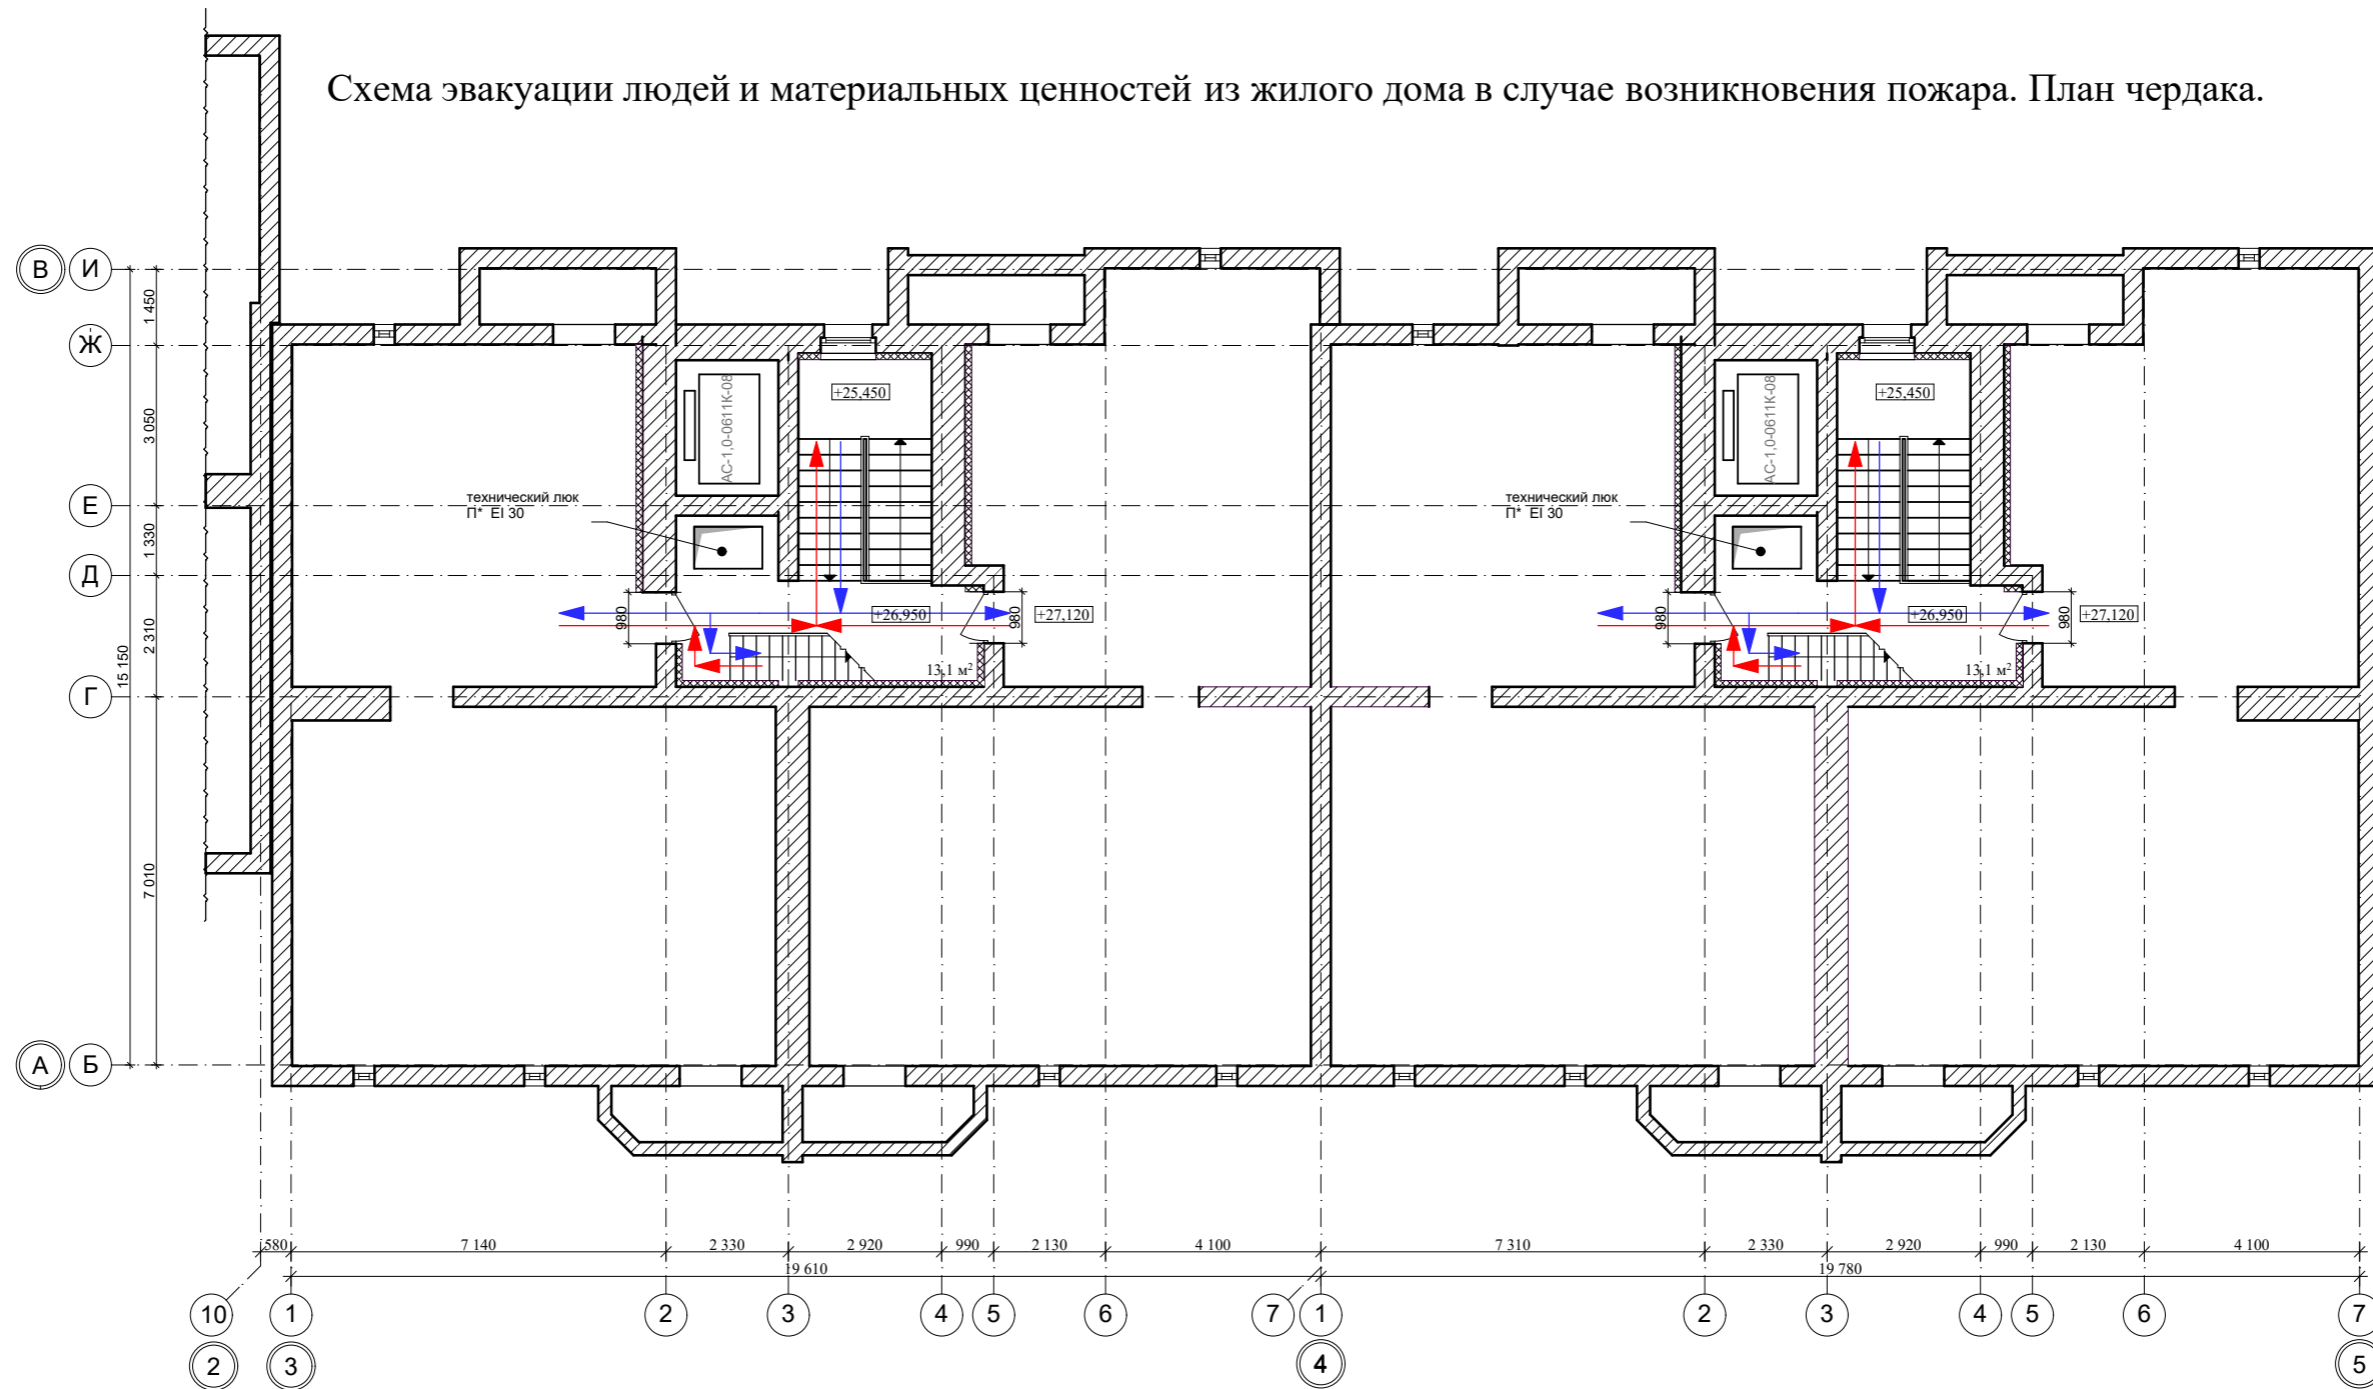 Схема эвакуации людей и материальных ценностей из жилого дома в случае возникновения пожара. План чердака.
В И
1 450
Ж
3 050
+25,450
+25,450
АС-1,0-0611К-08
АС-1,0-0611К-08
технический люк
П* EI 30
технический люк
П* EI 30
Е
1 330
Д
980
+26,950
980
+27,120
980
+26,950
980
+27,120
2 310
15 150
13,1 м²
13,1 м²
Г
7 010
А Б
580 7 140 2 330 2 920 990 2 130 4 100 7 310 2 330 2 920 990 2 130 4 100
19 610 19 780
10 1 2 3 4 5 6 7 1 2 3 4 5 6 7
2 3 4 5